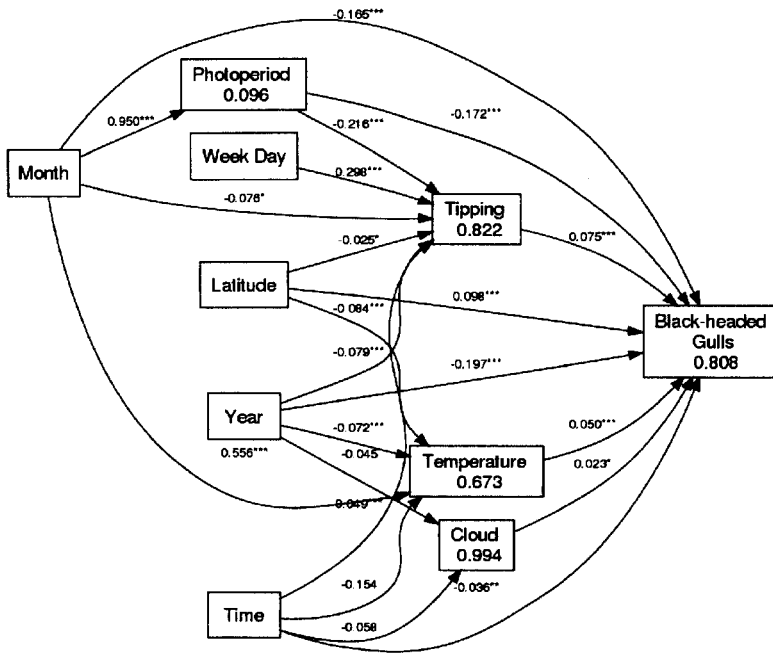 -0.165***
Photoperiod
0.096
0.950***
-0.172***
-0.216***
Week Day
Month
0.298***
-0.076*
Tipping
0.822
0.075***
-0.025*
Latitude
-0.084***
0.098***
Black-headed
Gulls
0.808
-0.079***
-0.197***
Year
-0.072***
0.050***
0.556***
-0.045
Temperature
0.673
0.023*
0.049***
Cloud
0.994
-0.154
-0.036**
Time
-0.058